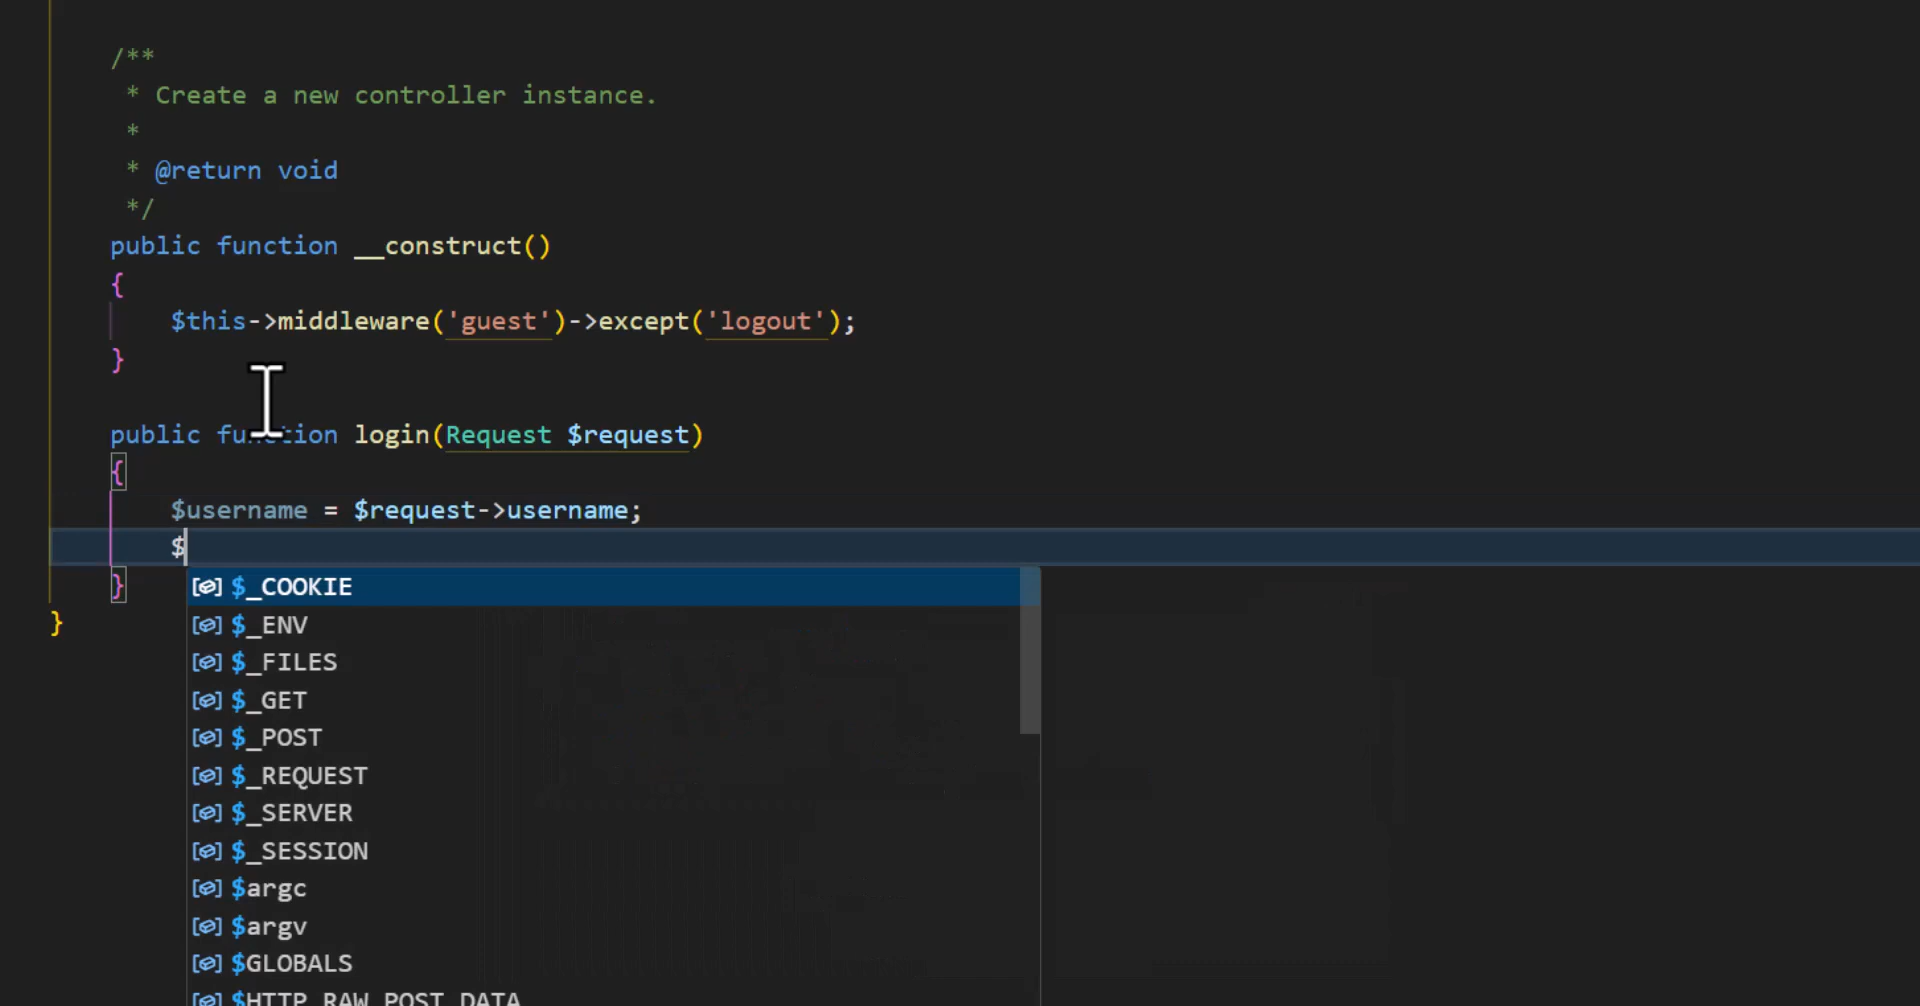 /**
* Create a new controller instance.
*
* @return void
*/
public function __construct()
{
$this->middleware('guest')->except('logout');
}
public function login(Request $request)
{
$username = $request->username;
$
}
}
$_COOKIE
$_ENV
$_FILES
$_GET
$_POST
$_REQUEST
$_SERVER
$_SESSION
$argc
$argv
$GLOBALS
$HTTP_RAW_POST_DATA